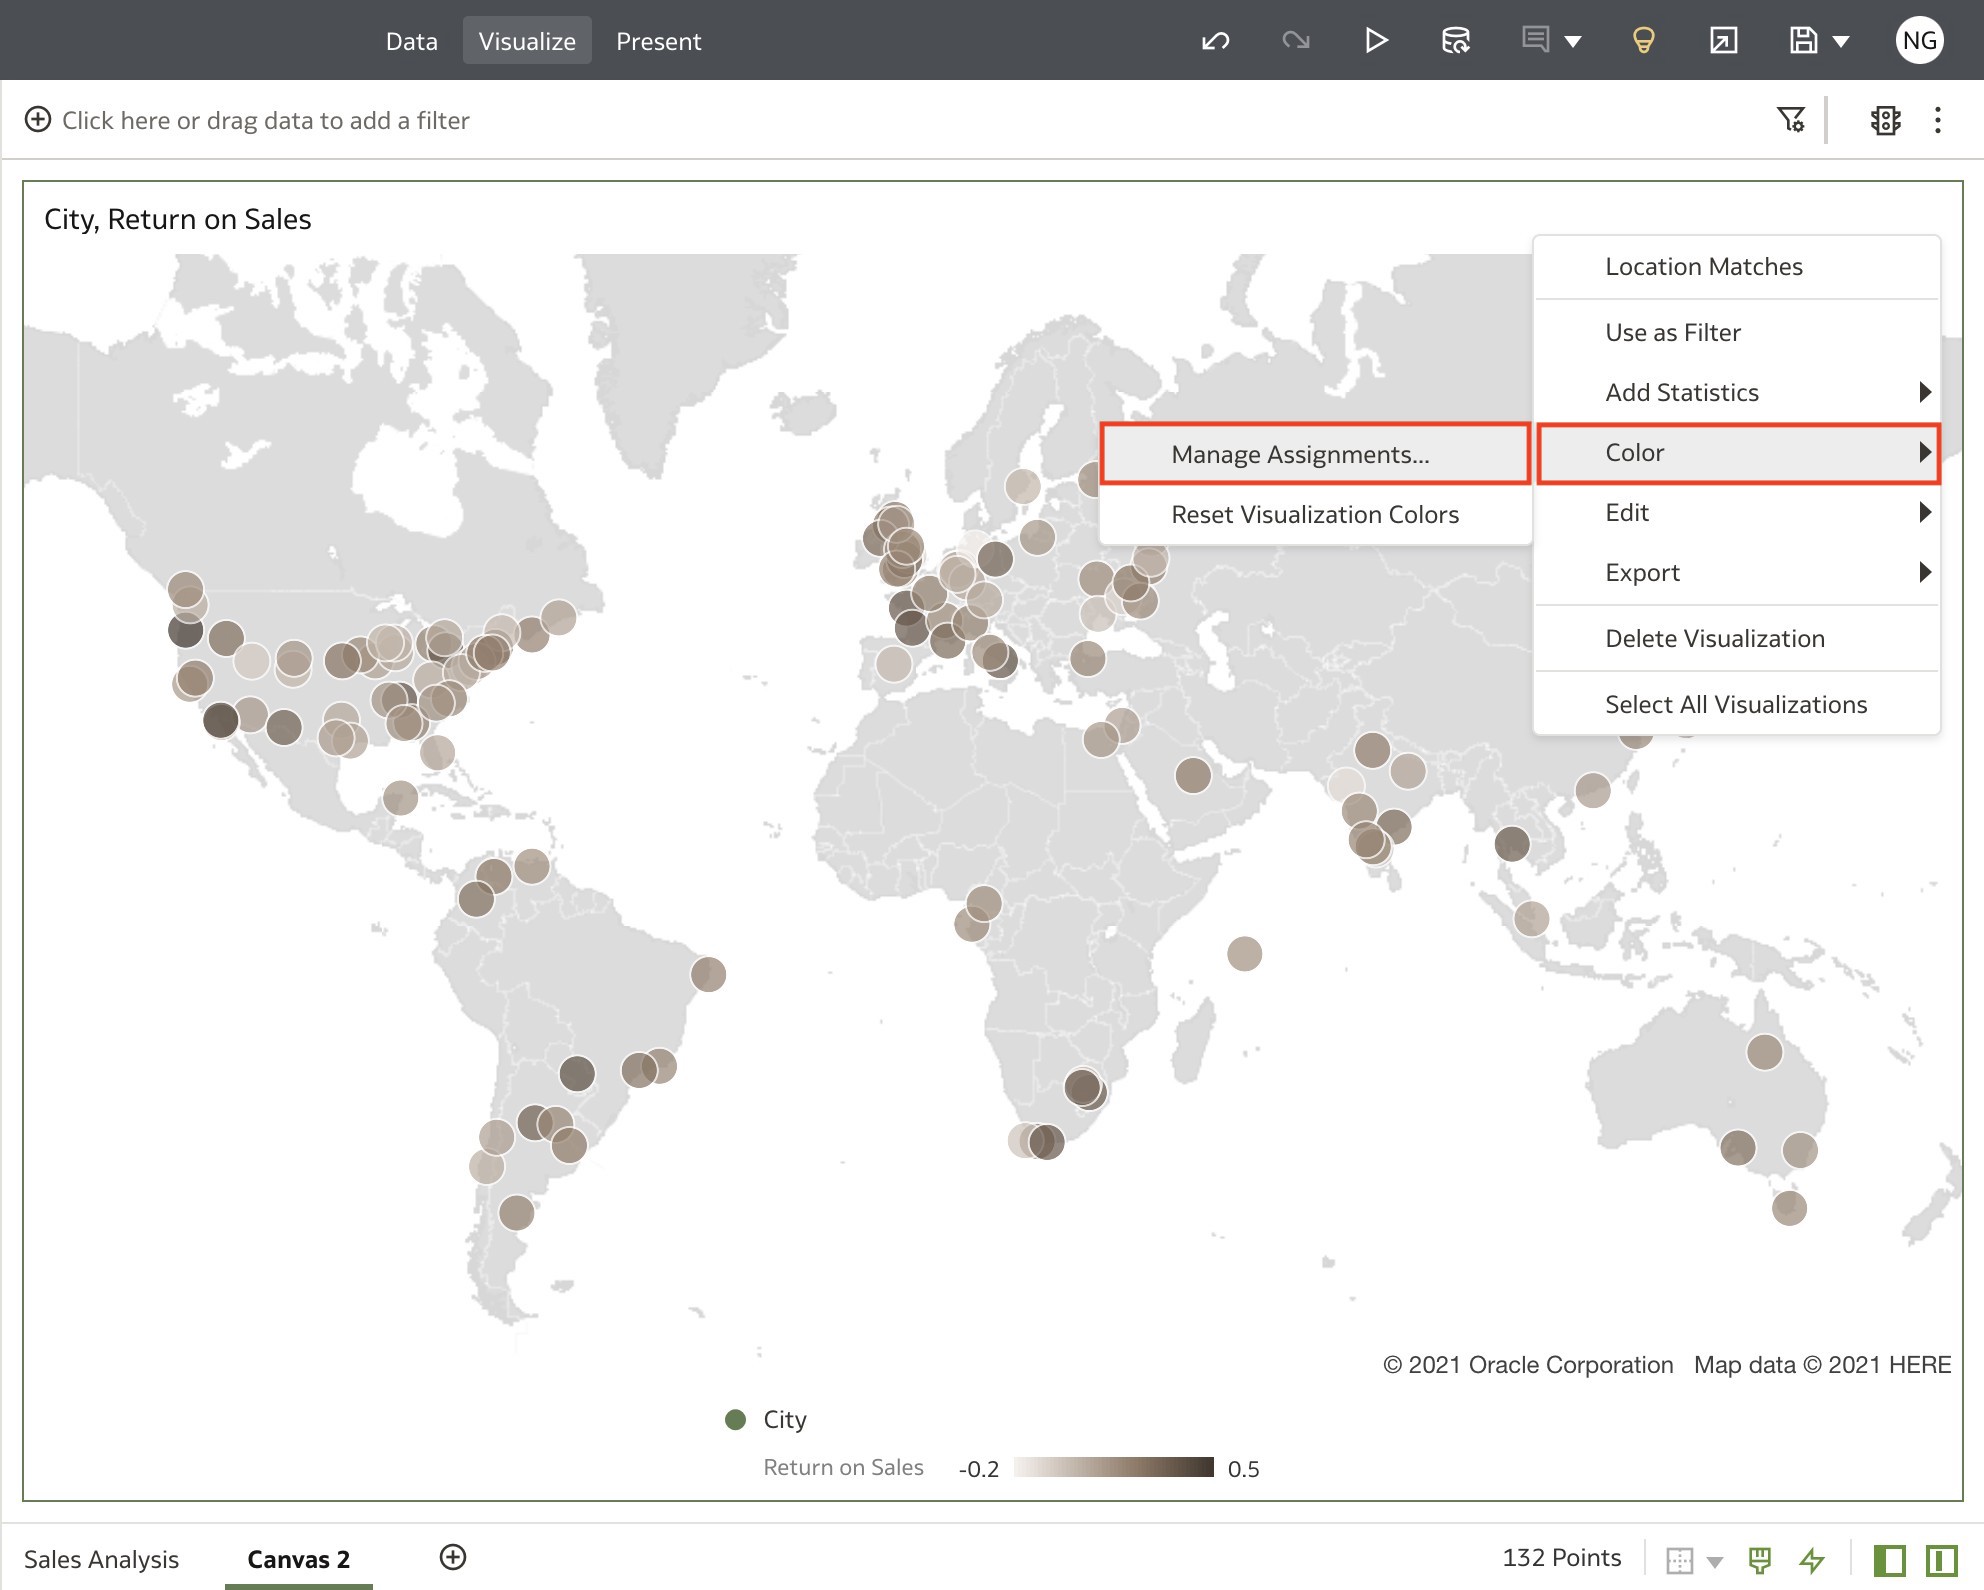 Data Visualize Present NG
Click here or drag data to add a filter
City, Return on Sales
Location Matches
Use as Filter
Add Statistics
Color
Manage Assignments...
Reset Visualization Colors
Edit
Export
Delete Visualization
Select All Visualizations
© 2021 Oracle Corporation Map data © 2021 HERE
City
Return on Sales -0.2 0.5
Sales Analysis Canvas 2 132 Points